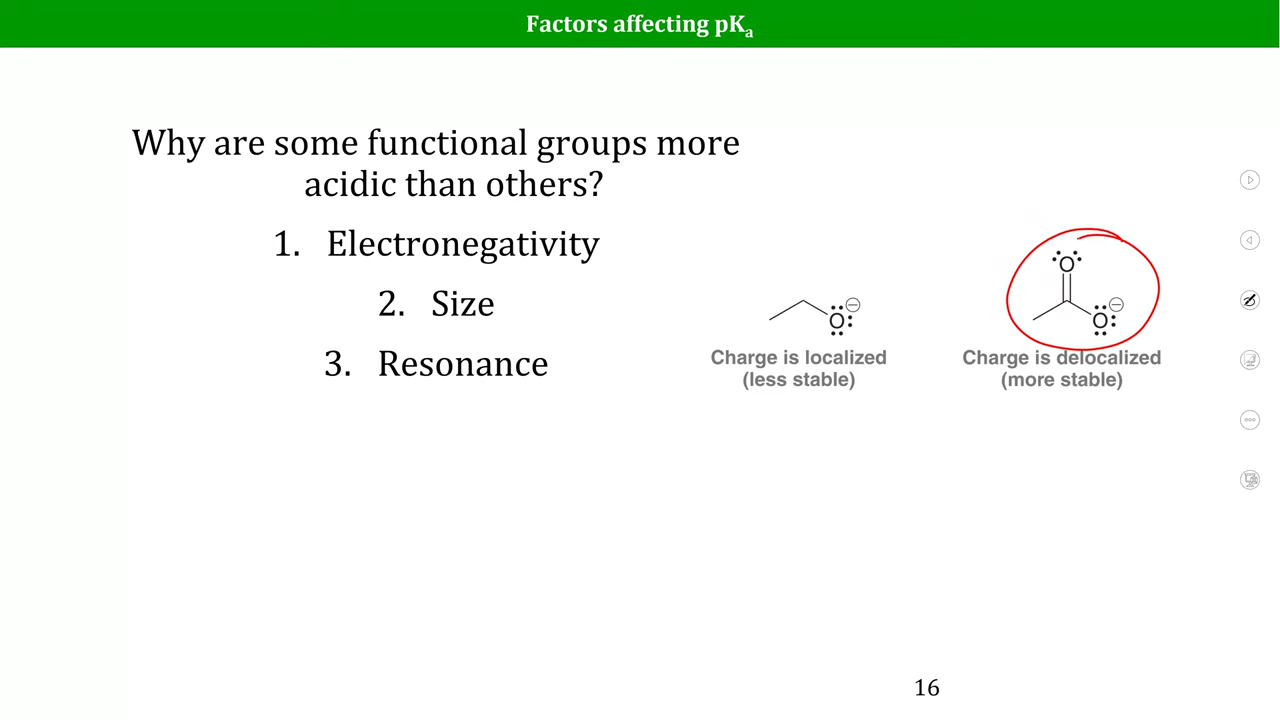 Factors affecting pKa
Why are some functional groups more
acidic than others?
1. Electronegativity
2. Size
3. Resonance
O
O
O
Charge is localized
(less stable)
Charge is delocalized
(more stable)
16